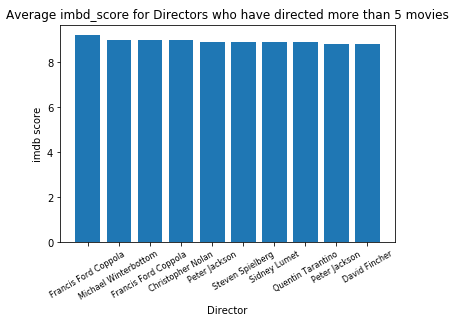 Average imbd_score for Directors who have directed more than 5 movies
imdb score
8
6
4
2
0
Francis Ford Coppola
Michael Winterbottom
Francis Ford Coppola
Christopher Nolan
Peter Jackson
Steven Spielberg
Sidney Lumet
Quentin Tarantino
Peter Jackson
David Fincher
Director